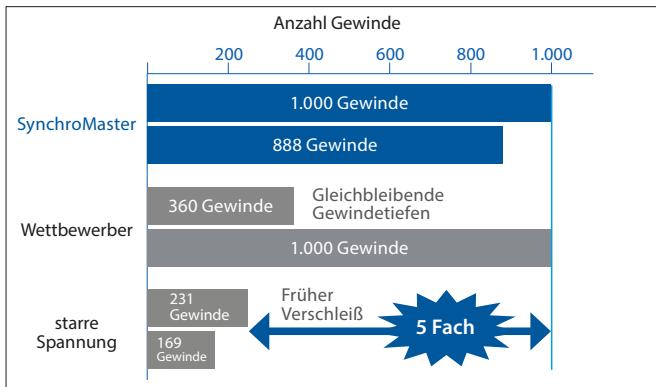 Anzahl Gewinde
200 400 600 800 1.000
1.000 Gewinde
SynchroMaster
888 Gewinde
360 Gewinde
Gleichbleibende
Gewindetiefen
Wettbewerber
1.000 Gewinde
231
Gewinde
Früher
Verschleiß
5 Fach
starre
Spannung
169
Gewinde